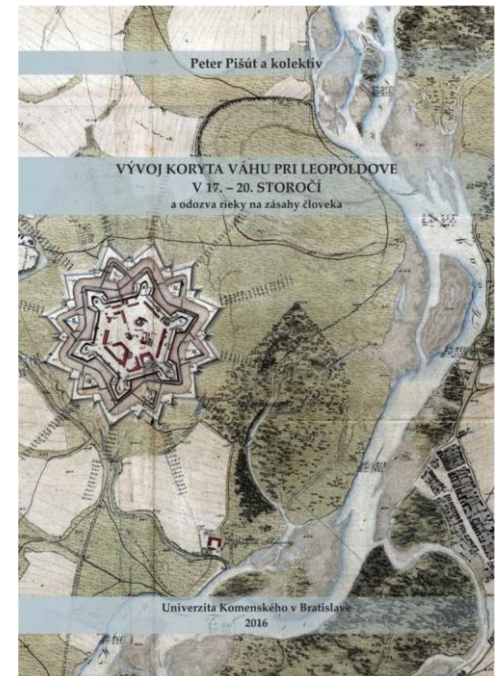 Peter Pišút a kolektív
VÝVOJ KORYTA VÁHU PRI LEOPOLDOVE
V 17. – 20. STOROČÍ
a odozva rieky na zásahy človeka
Univerzita Komenského v Bratislave
2016